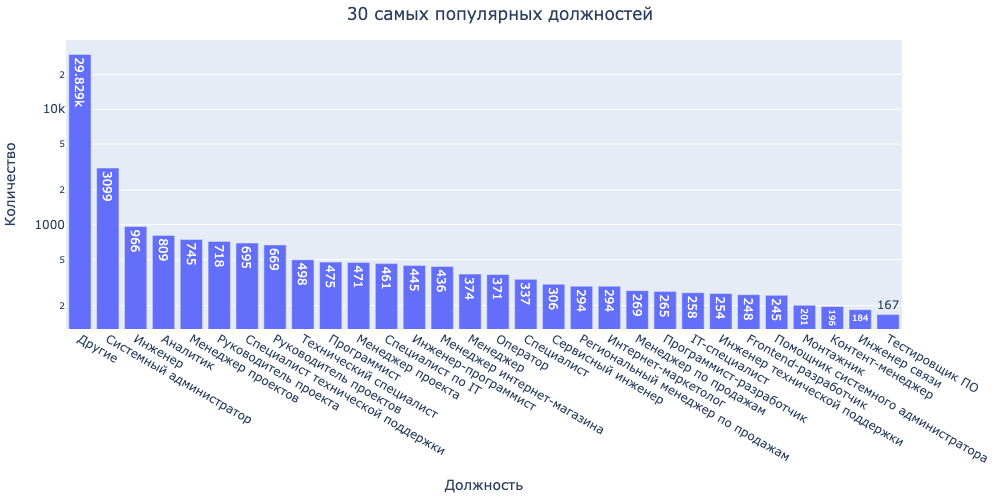 30 самых популярных должностей
Количество
2
10k
5
2
1000
5
2
29.829k
3099
966
809
745
718
695
669
498
475
471
461
445
436
374
371
337
306
294
294
269
265
258
254
248
245
201
196
184
167
Другие
Системный администратор
Инженер
Аналитик
Менеджер проектов
Руководитель проекта
Специалист технической поддержки
Руководитель проектов
Технический специалист
Программист
Менеджер проекта
Специалист по IT
Инженер-программист
Менеджер интернет-магазина
Менеджер
Оператор
Специалист
Сервисный инженер
Региональный менеджер по продажам
Интернет-маркетолог
Менеджер по продажам
Программист-разработчик
IT-специалист
Инженер технической поддержки
Frontend-разработчик
Помощник системного администратора
Монтажник
Контент-менеджер
Инженер связи
Тестировщик ПО
Должность